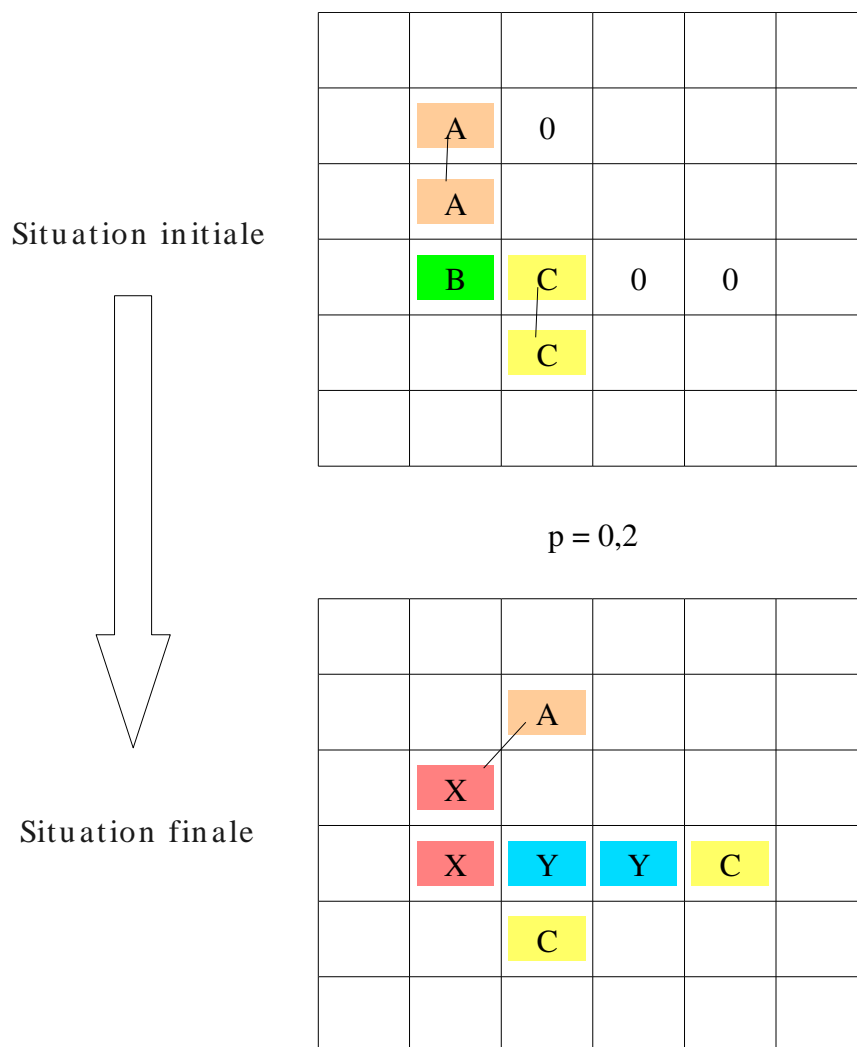 A 0
A
Situation initiale
B C 0 0
C
p = 0,2
A
X
Situation finale
X Y Y C
C